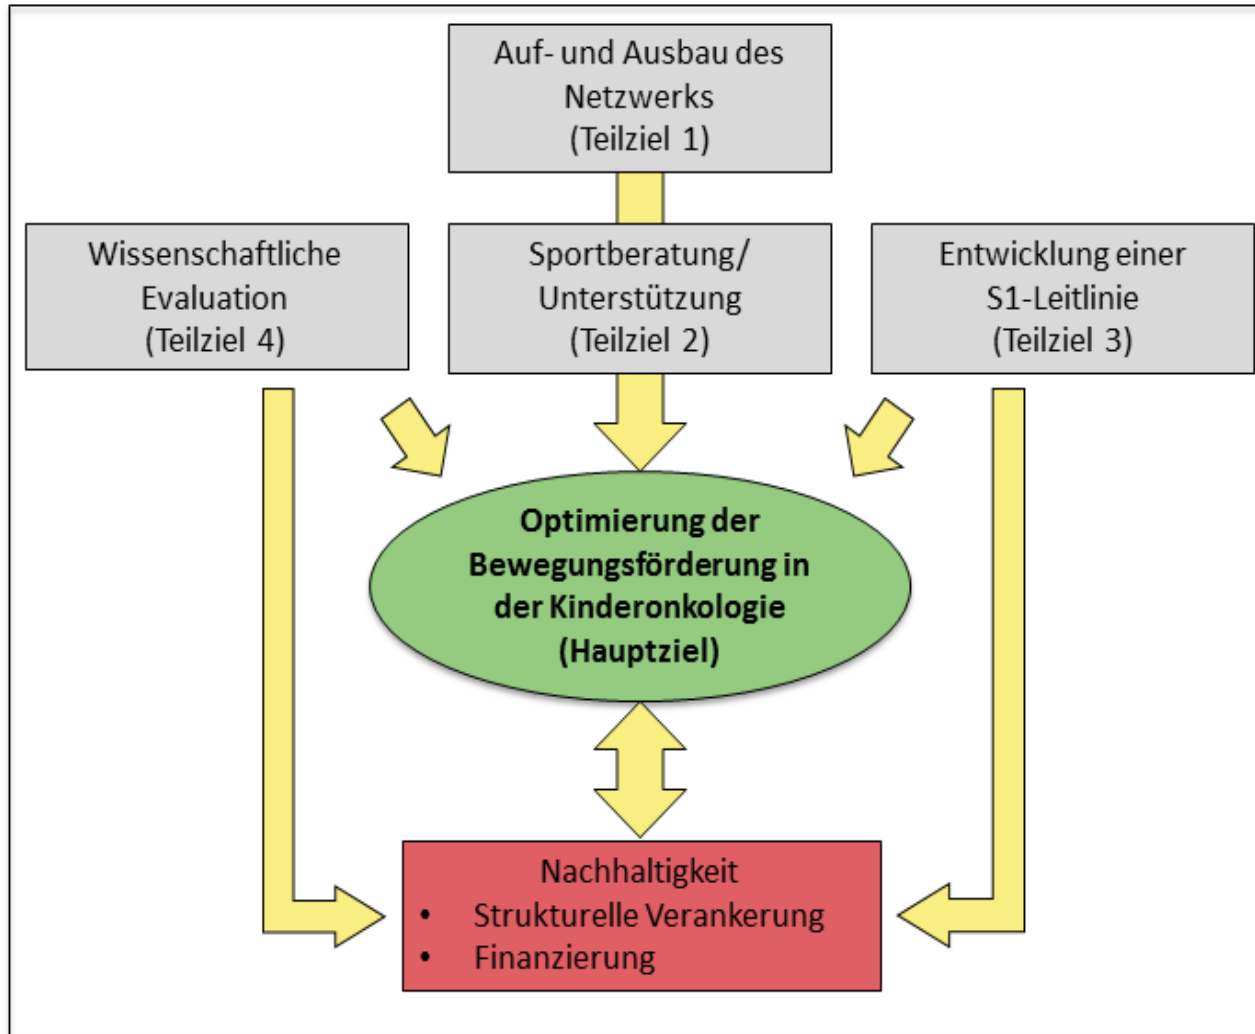 Auf- und Ausbau des
Netzwerks
(Teilziel 1)
Wissenschaftliche
Evaluation
(Teilziel 4)
Sportberatung/
Unterstützung
(Teilziel 2)
Entwicklung einer
S1-Leitlinie
(Teilziel 3)
Optimierung der
Bewegungsförderung in
der Kinderonkologie
(Hauptziel)
Nachhaltigkeit
• Strukturelle Verankerung
• Finanzierung